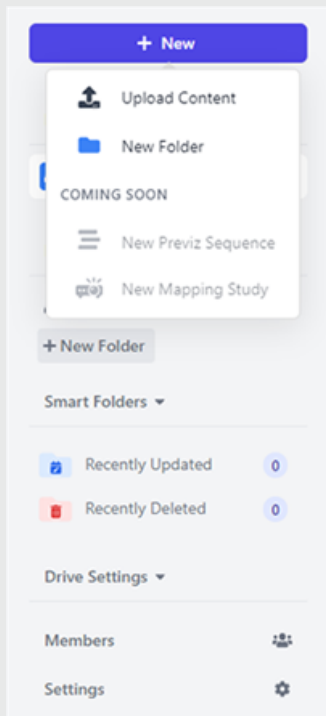 + New
Upload Content
New Folder
COMING SOON
New Previz Sequence
New Mapping Study
+ New Folder
Smart Folders
Recently Updated 0
Recently Deleted 0
Drive Settings
Members
Settings